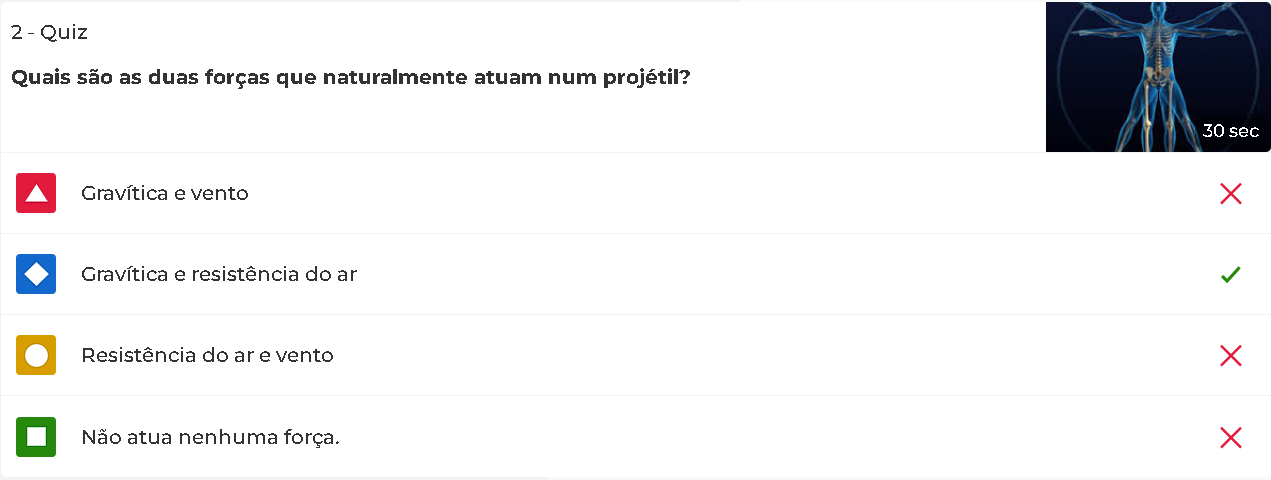 2 - Quiz
Quais são as duas forças que naturalmente atuam num projétil?
30 sec
Gravítica e vento
Gravítica e resistência do ar
Resistência do ar e vento
Não atua nenhuma força.